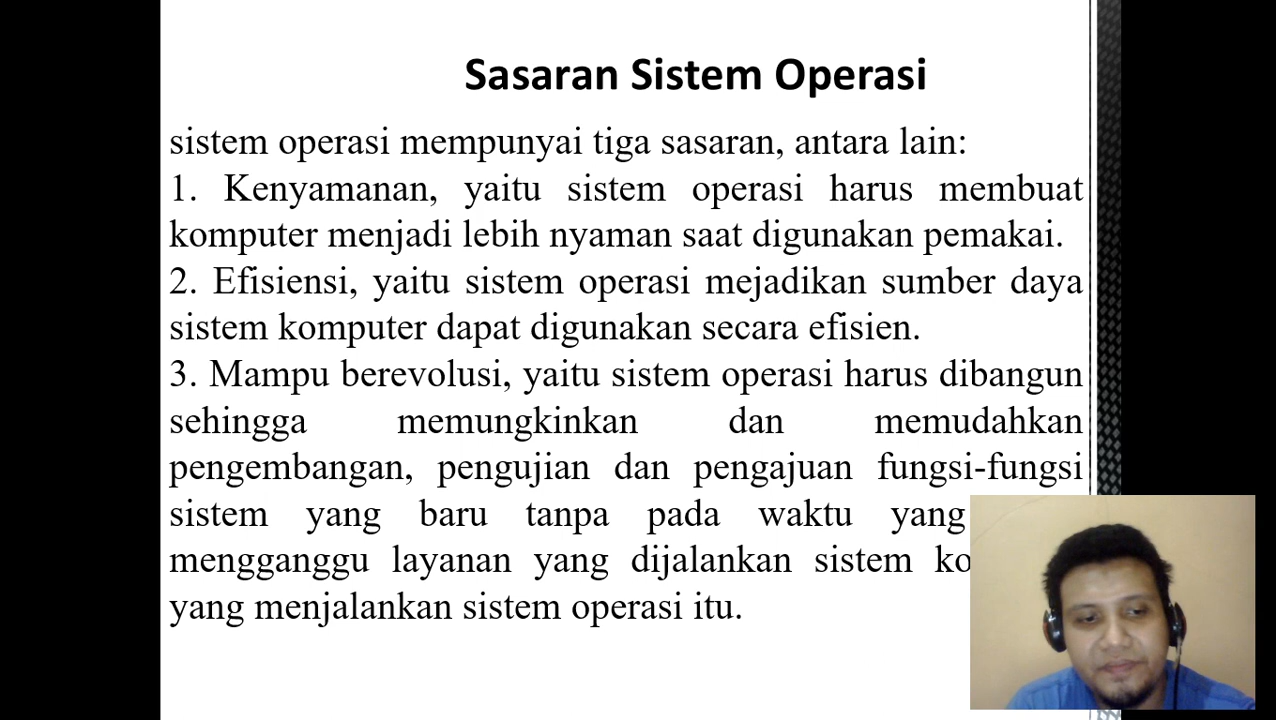 Sasaran Sistem Operasi
sistem operasi mempunyai tiga sasaran, antara lain:
1. Kenyamanan, yaitu sistem operasi harus membuat
komputer menjadi lebih nyaman saat digunakan pemakai.
2. Efisiensi, yaitu sistem operasi mejadikan sumber daya
sistem komputer dapat digunakan secara efisien.
3. Mampu berevolusi, yaitu sistem operasi harus dibangun
sehingga memungkinkan dan memudahkan
pengembangan, pengujian dan pengajuan fungsi-fungsi
sistem yang baru tanpa pada waktu yang
mengganggu layanan yang dijalankan sistem
yang menjalankan sistem operasi itu.